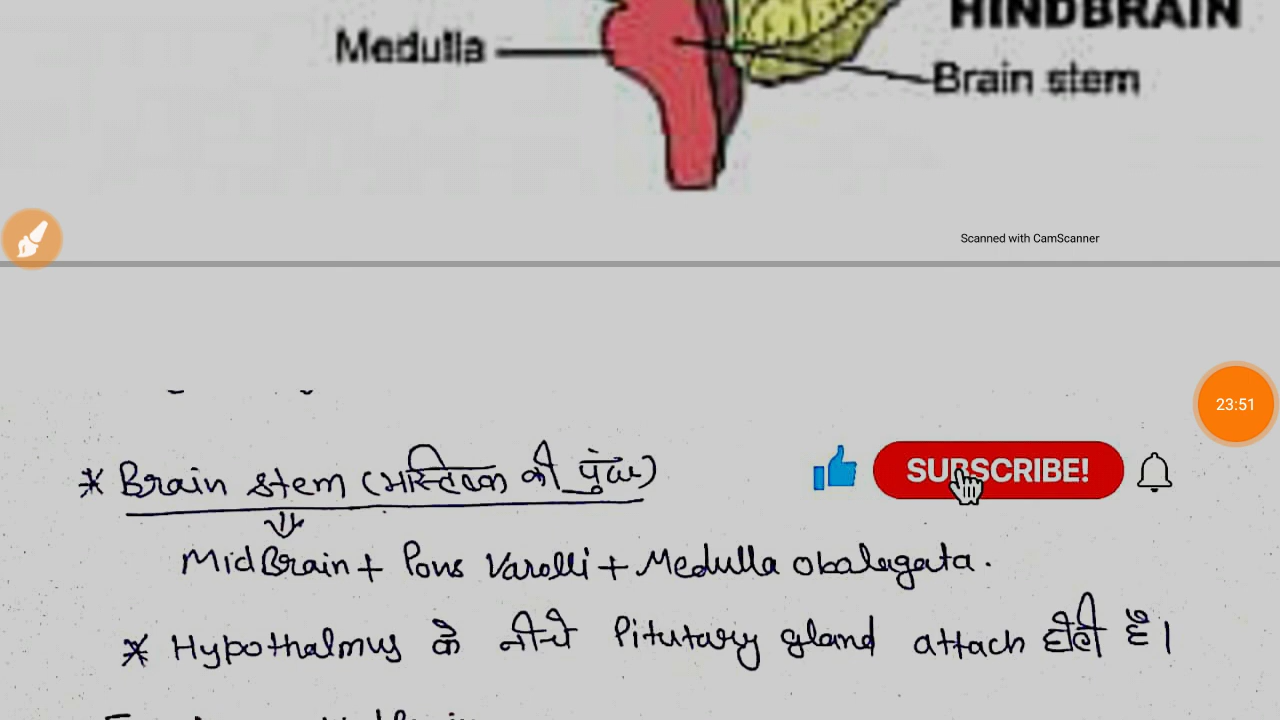 HINDBRAIN
Medulla
Brain stem
Scanned with CamScanner
23:51
* Brain stem (मस्तिष्क की पूंछ)
SUBSCRIBE!
MidBrain + Pons Varolli + Medulla obalagata.
* Hypothalmus के नीचे Pitutary gland attach होती है।